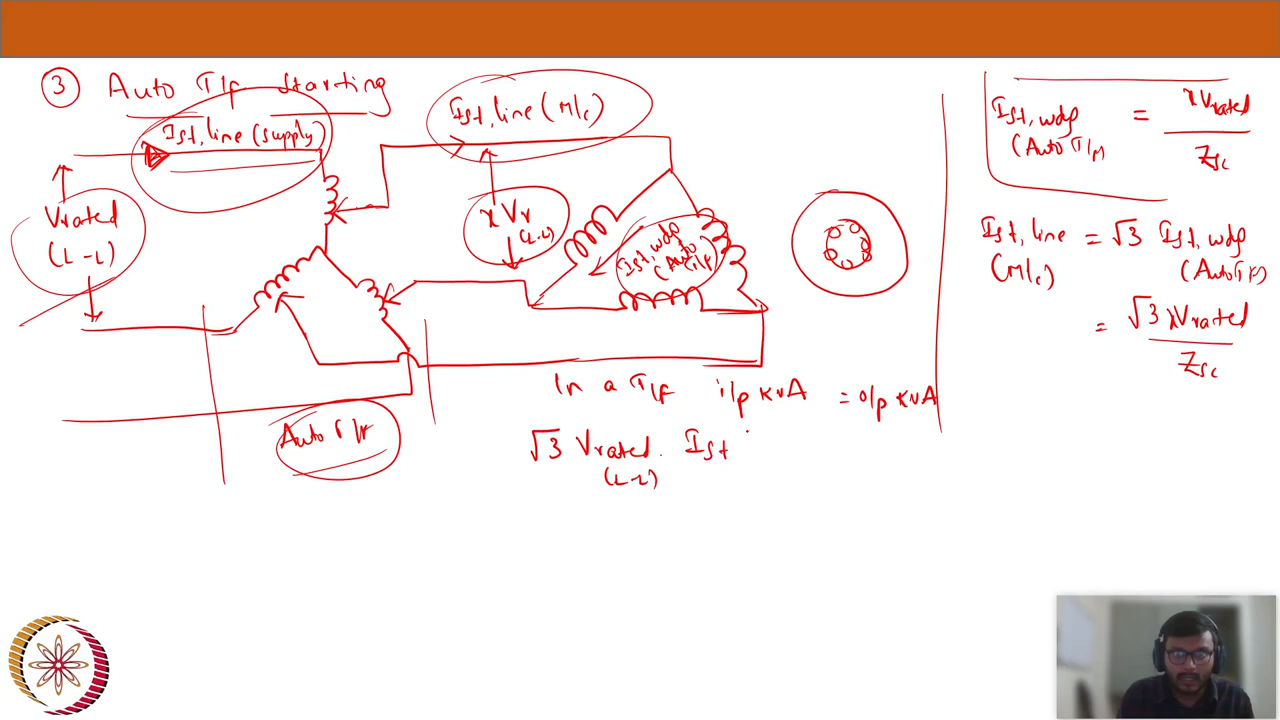 ③ Auto T/f Starting
Ist, line (supply)
Ist, line (M/c)
Vrated
(L-L)
xVr
(L-L)
Ist, wdg
(Auto
T/f)
Auto T/f
In a T/f i/p KVA = o/p KVA
√3 Vrated. Ist
(L-L)
Ist, wdg = xVrated / Zsc
(Auto T/f)
Ist, line = √3 Ist, wdg
(M/c) (Auto T/f)
= √3 xVrated / Zsc